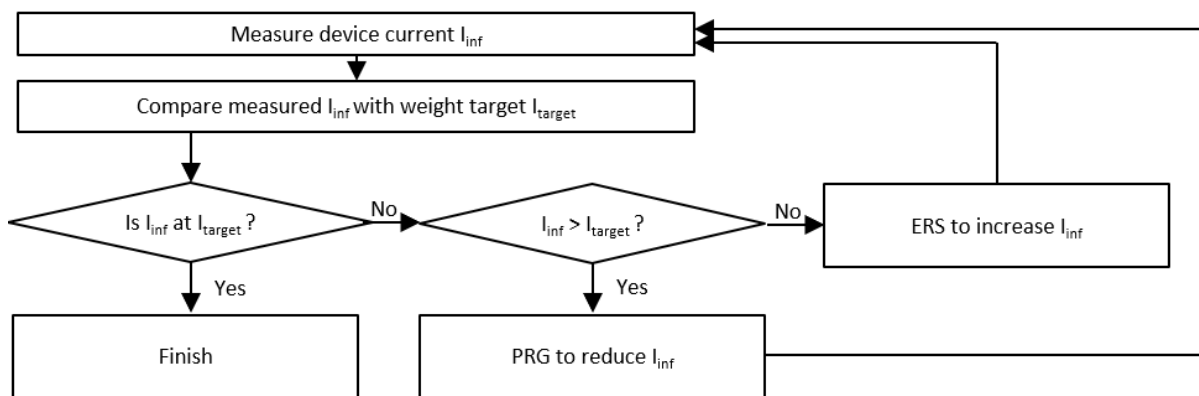 Measure device current I_inf
Compare measured I_inf with weight target I_target
Is I_inf at I_target ?
No
I_inf > I_target ?
No
ERS to increase I_inf
Yes
Yes
Finish
PRG to reduce I_inf